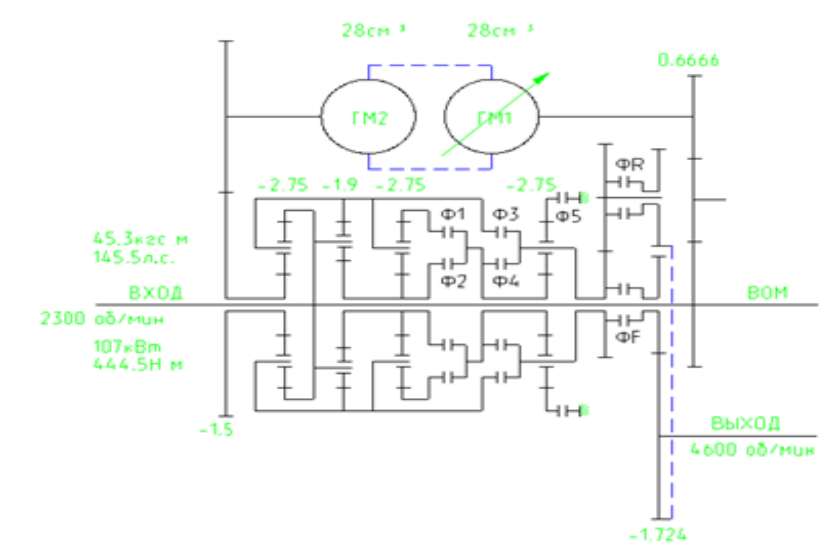 28см ³ 28см ³
0.6666
ГМ2 ГМ1
ФR
-2.75 -1.9 -2.75 -2.75
Ф1 Ф3 Ф5
45.3кгс м
145.5л.с.
Ф2 Ф4
ВХОД ВОМ
2300 об/мин
ФF
107кВт
444.5Н м
ВЫХОД
-1.5
4600 об/мин
-1.724